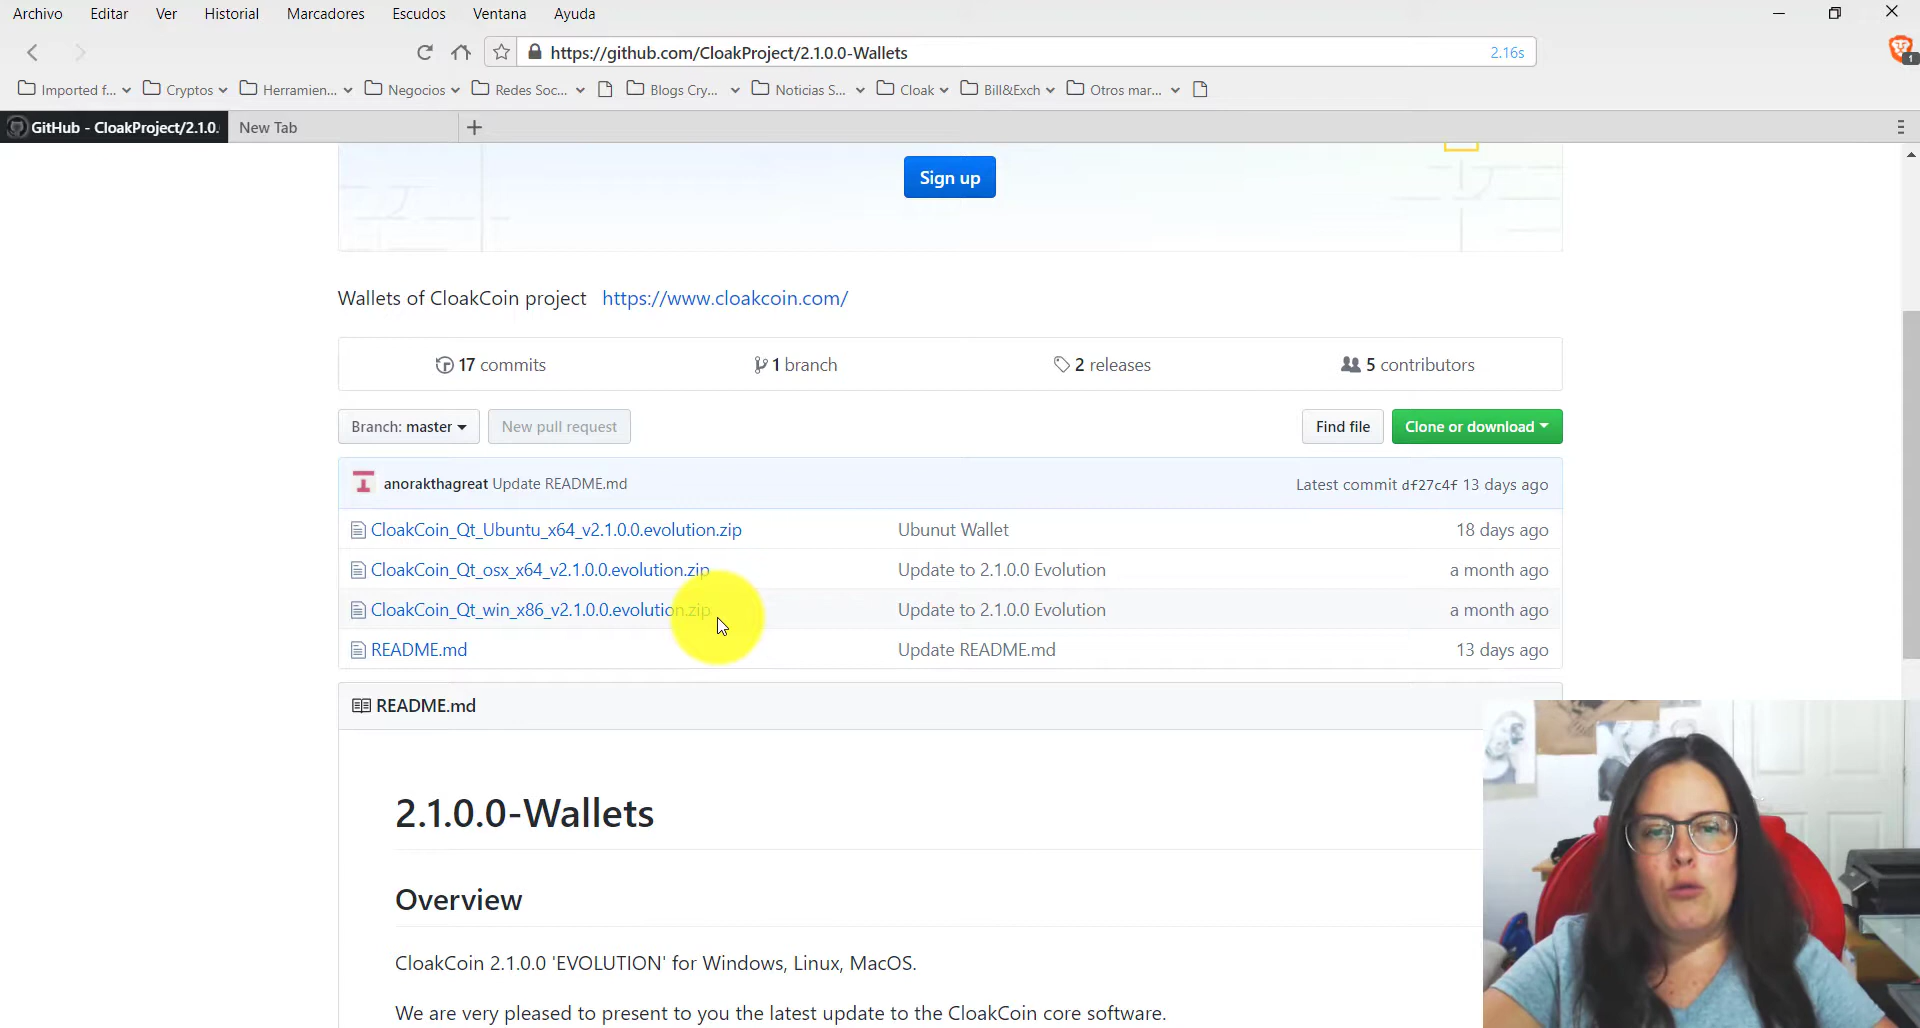 Archivo Editar Ver Historial Marcadores Escudos Ventana Ayuda
https://github.com/CloakProject/2.1.0.0-Wallets 2.16s
1
Imported f... Cryptos Herramien... Negocios Redes Soc... Blogs Cry... Noticias S... Cloak Bill&Exch Otros mar...
GitHub - CloakProject/2.1.0. New Tab
Sign up
Wallets of CloakCoin project https://www.cloakcoin.com/
17 commits 1 branch 2 releases 5 contributors
Branch: master New pull request Find file Clone or download
anorakthagreat Update README.md Latest commit df27c4f 13 days ago
CloakCoin_Qt_Ubuntu_x64_v2.1.0.0.evolution.zip Ubunut Wallet 18 days ago
CloakCoin_Qt_osx_x64_v2.1.0.0.evolution.zip Update to 2.1.0.0 Evolution a month ago
CloakCoin_Qt_win_x86_v2.1.0.0.evolution.zip Update to 2.1.0.0 Evolution a month ago
README.md Update README.md 13 days ago
README.md
2.1.0.0-Wallets
Overview
CloakCoin 2.1.0.0 'EVOLUTION' for Windows, Linux, MacOS.
We are very pleased to present to you the latest update to the CloakCoin core software.